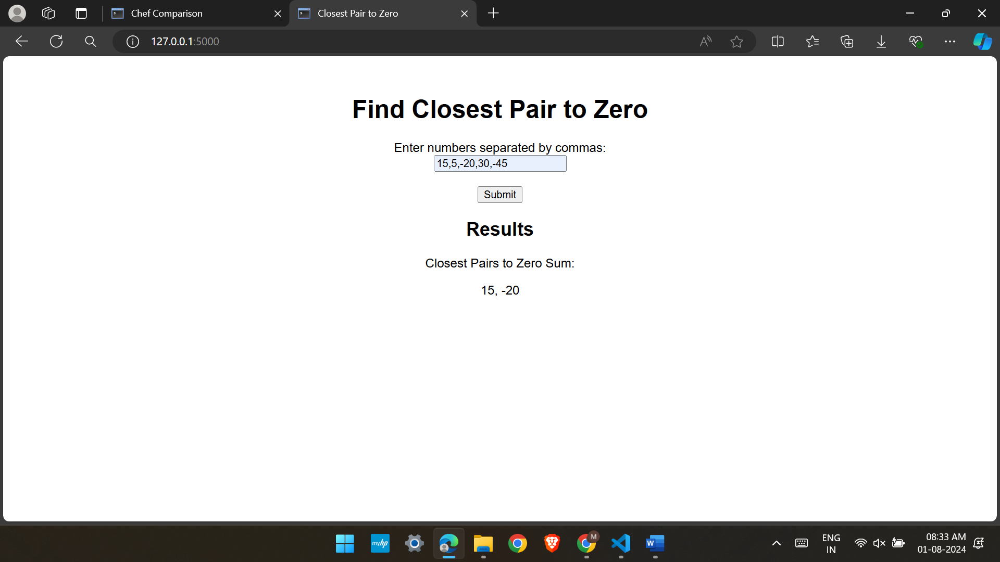 Chef Comparison
Closest Pair to Zero
127.0.0.1:5000
Find Closest Pair to Zero
Enter numbers separated by commas:
15,5,-20,30,-45
Submit
Results
Closest Pairs to Zero Sum:
15, -20
myhp
M
W
ENG
IN
08:33 AM
01-08-2024